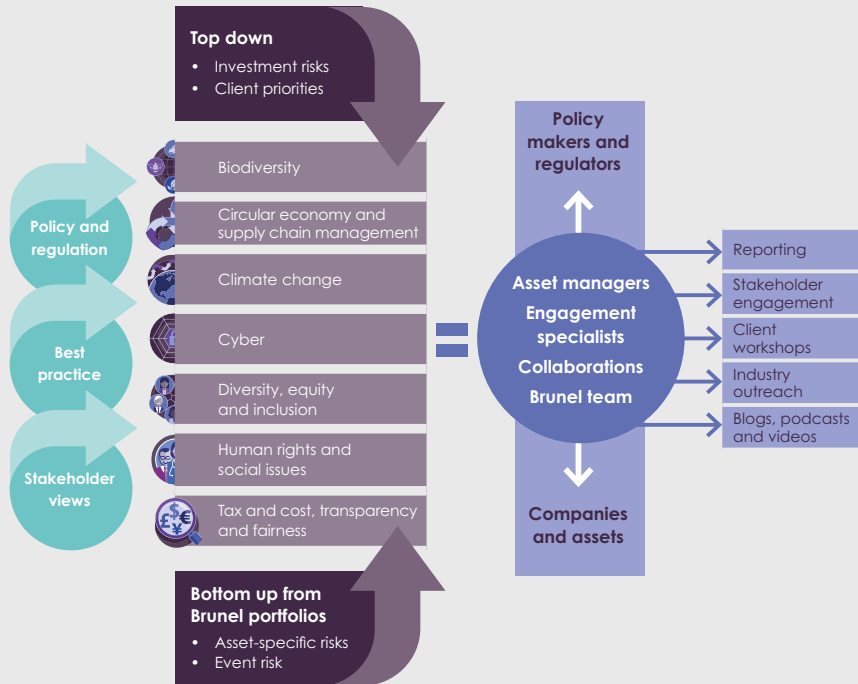 Top down
• Investment risks
• Client priorities
Policy and
regulation
Best
practice
Stakeholder
views
Biodiversity
Circular economy and
supply chain management
Climate change
Cyber
Diversity, equity
and inclusion
Human rights and
social issues
£ $ € ¥
Tax and cost, transparency
and fairness
Bottom up from
Brunel portfolios
• Asset-specific risks
• Event risk
=
Policy
makers and
regulators
Asset managers
Engagement
specialists
Collaborations
Brunel team
Companies
and assets
Reporting
Stakeholder
engagement
Client
workshops
Industry
outreach
Blogs, podcasts
and videos